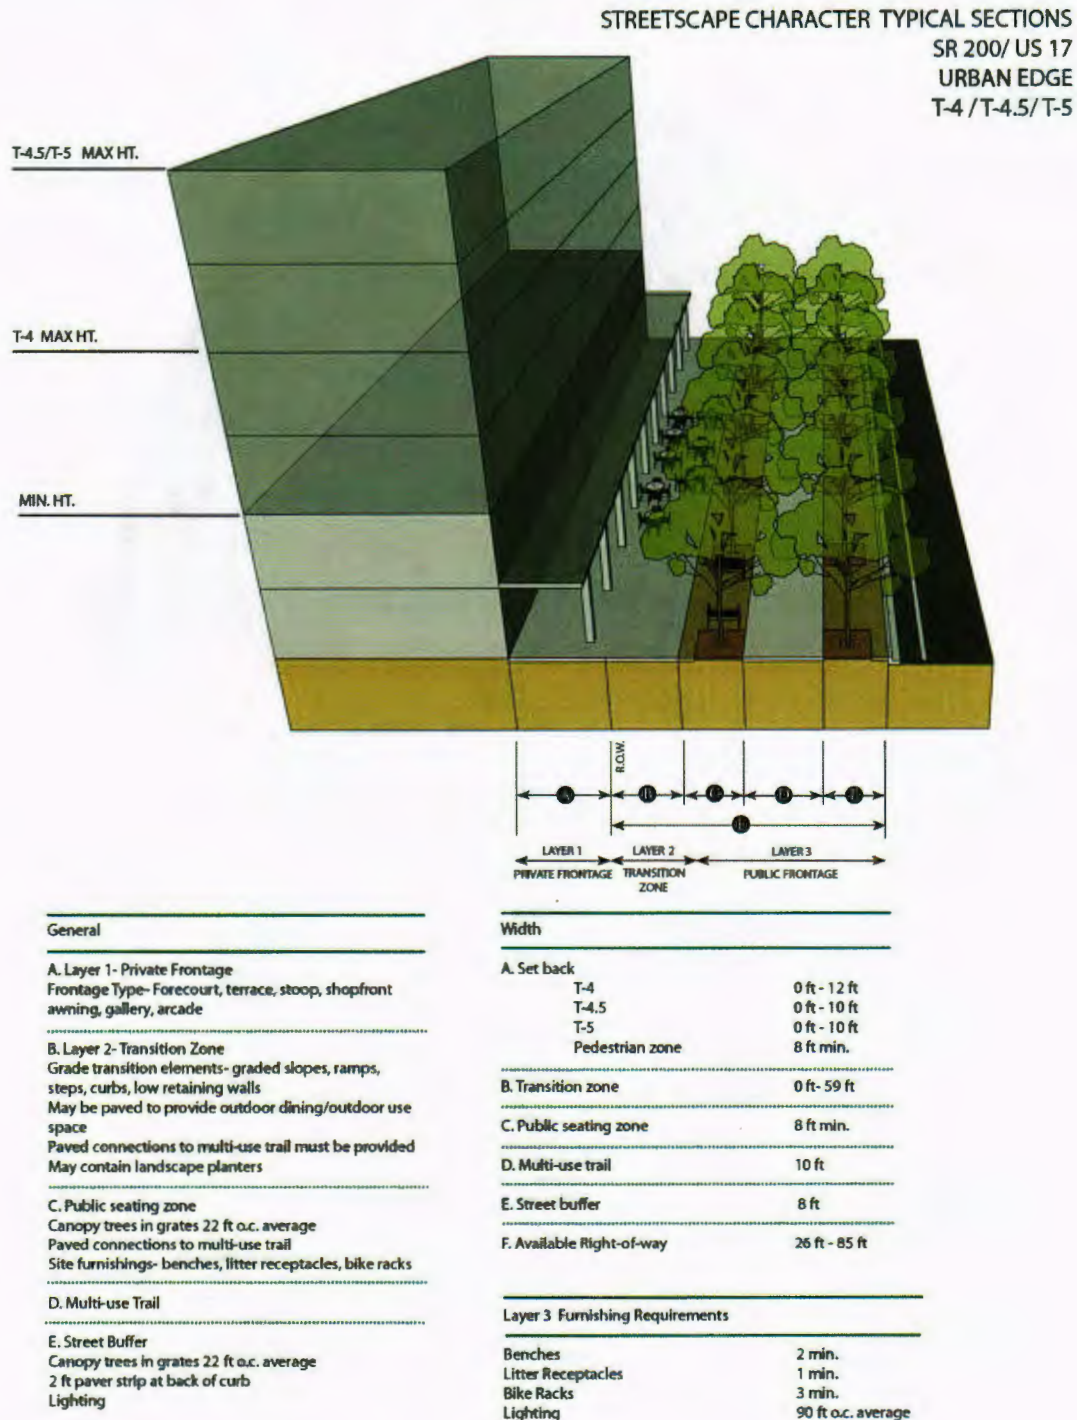 STREETSCAPE CHARACTER TYPICAL SECTIONS
SR 200/ US 17
URBAN EDGE
T-4 / T-4.5/ T-5
T-4.5/T-5 MAX HT.
T-4 MAX HT.
MIN. HT.
R.O.W.
A B C D E
F
LAYER 1 LAYER 2 LAYER 3
PRIVATE FRONTAGE TRANSITION ZONE PUBLIC FRONTAGE
General
A. Layer 1- Private Frontage
Frontage Type- Forecourt, terrace, stoop, shopfront
awning, gallery, arcade
B. Layer 2- Transition Zone
Grade transition elements- graded slopes, ramps,
steps, curbs, low retaining walls
May be paved to provide outdoor dining/outdoor use
space
Paved connections to multi-use trail must be provided
May contain landscape planters
C. Public seating zone
Canopy trees in grates 22 ft o.c. average
Paved connections to multi-use trail
Site furnishings- benches, litter receptacles, bike racks
D. Multi-use Trail
E. Street Buffer
Canopy trees in grates 22 ft o.c. average
2 ft paver strip at back of curb
Lighting
Width
A. Set back
T-4 0 ft - 12 ft
T-4.5 0 ft - 10 ft
T-5 0 ft - 10 ft
Pedestrian zone 8 ft min.
B. Transition zone 0 ft- 59 ft
C. Public seating zone 8 ft min.
D. Multi-use trail 10 ft
E. Street buffer 8 ft
F. Available Right-of-way 26 ft - 85 ft
Layer 3 Furnishing Requirements
Benches 2 min.
Litter Receptacles 1 min.
Bike Racks 3 min.
Lighting 90 ft o.c. average